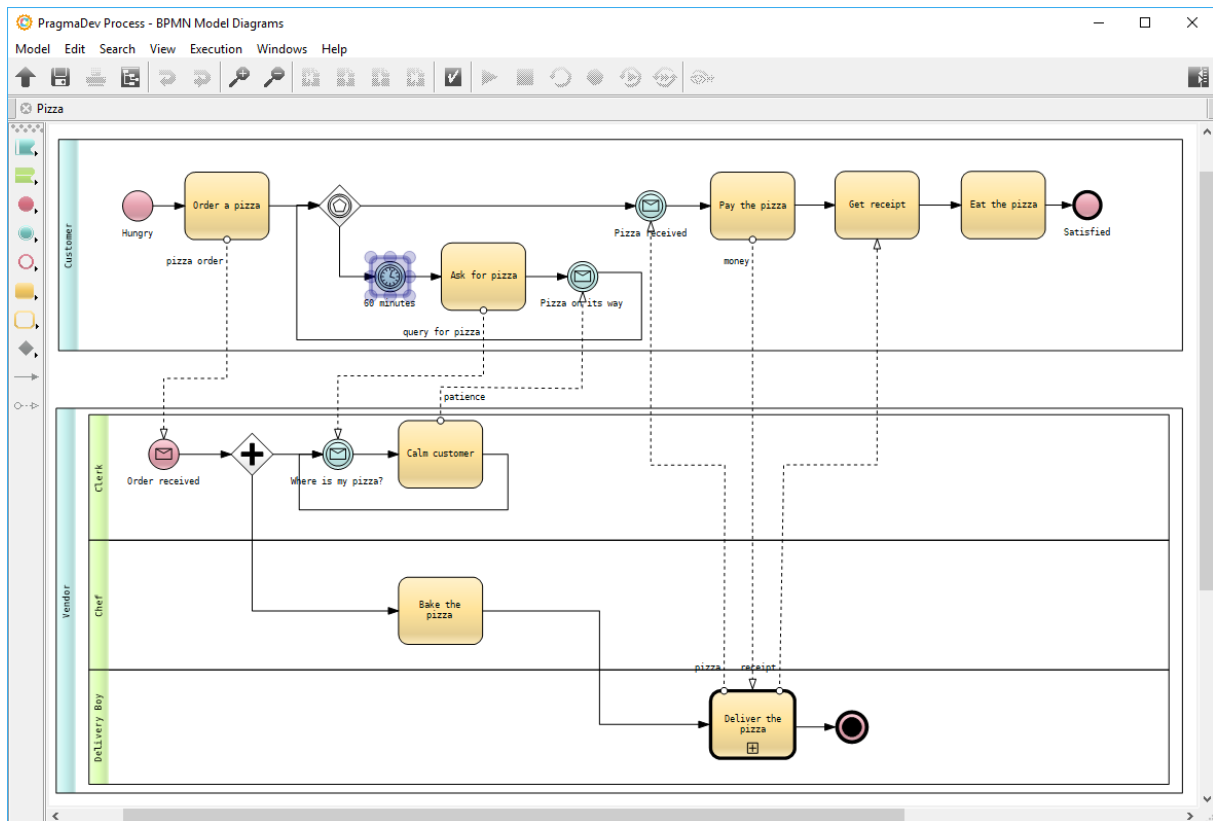 PragmaDev Process - BPMN Model Diagrams
Model Edit Search View Execution Windows Help
Pizza
Customer
Hungry
Order a pizza
pizza order
60 minutes
Ask for pizza
query for pizza
Pizza on its way
Pizza received
Pay the pizza
money
Get receipt
Eat the pizza
Satisfied
Vendor
Clerk
Order received
Where is my pizza?
Calm customer
patience
Chef
Bake the
pizza
Delivery Boy
pizza
receipt
Deliver the
pizza